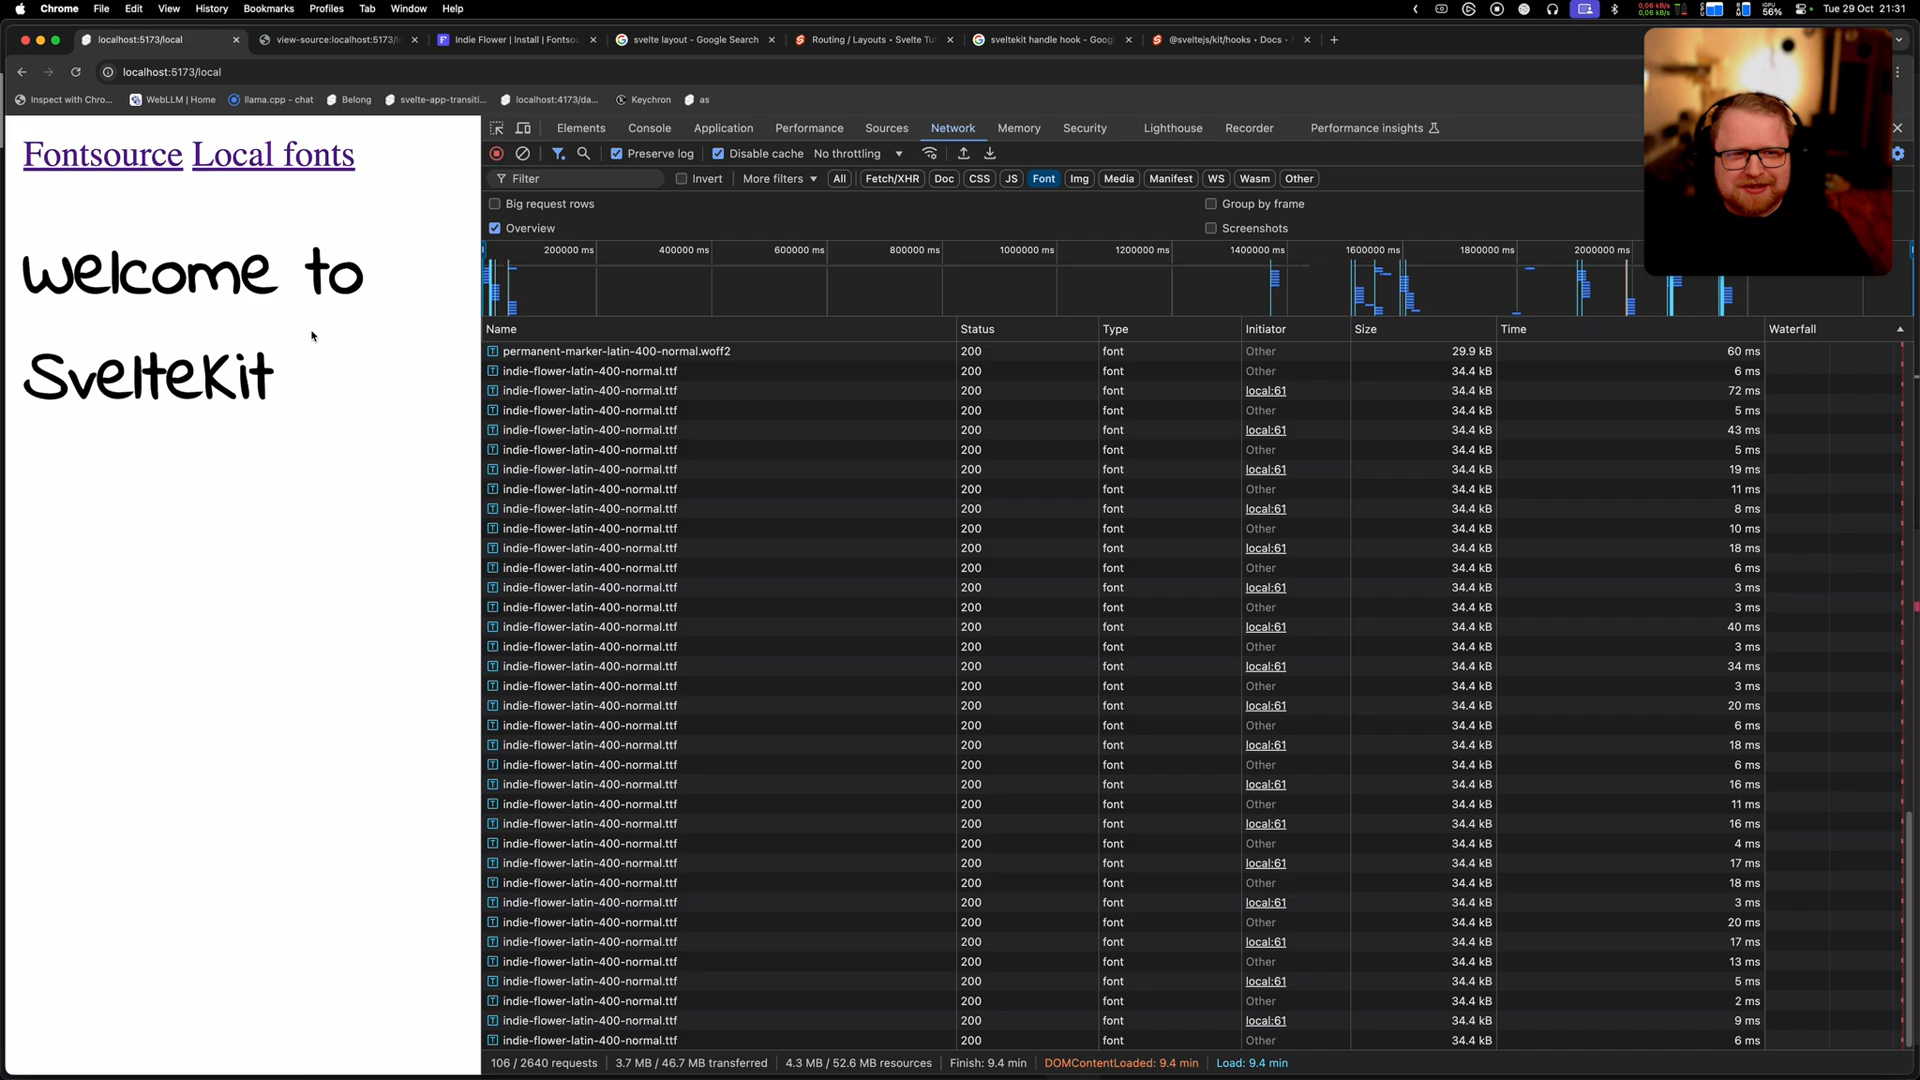 Chrome File Edit View History Bookmarks Profiles Tab Window Help 56% Tue 29 Oct 21:31
localhost:5173/local view-source:localhost:5173/ Indie Flower | Install | Fontsou svelte layout - Google Search Routing / Layouts • Svelte Tu sveltekit handle hook - Goog @sveltejs/kit/hooks • Docs •
localhost:5173/local
Inspect with Chro... WebLLM | Home llama.cpp - chat Belong svelte-app-transiti... localhost:4173/da... Keychron as
Fontsource Local fonts
Welcome to
SvelteKit
Elements Console Application Performance Sources Network Memory Security Lighthouse Recorder Performance insights
Preserve log Disable cache No throttling
Filter Invert More filters All Fetch/XHR Doc CSS JS Font Img Media Manifest WS Wasm Other
Big request rows Group by frame
Overview Screenshots
200000 ms 400000 ms 600000 ms 800000 ms 1000000 ms 1200000 ms 1400000 ms 1600000 ms 1800000 ms 2000000 ms
Name Status Type Initiator Size Time Waterfall
permanent-marker-latin-400-normal.woff2 200 font Other 29.9 kB 60 ms
indie-flower-latin-400-normal.ttf 200 font Other 34.4 kB 6 ms
indie-flower-latin-400-normal.ttf 200 font local:61 34.4 kB 72 ms
indie-flower-latin-400-normal.ttf 200 font Other 34.4 kB 5 ms
indie-flower-latin-400-normal.ttf 200 font local:61 34.4 kB 43 ms
indie-flower-latin-400-normal.ttf 200 font Other 34.4 kB 5 ms
indie-flower-latin-400-normal.ttf 200 font local:61 34.4 kB 19 ms
indie-flower-latin-400-normal.ttf 200 font Other 34.4 kB 11 ms
indie-flower-latin-400-normal.ttf 200 font local:61 34.4 kB 8 ms
indie-flower-latin-400-normal.ttf 200 font Other 34.4 kB 10 ms
indie-flower-latin-400-normal.ttf 200 font local:61 34.4 kB 18 ms
indie-flower-latin-400-normal.ttf 200 font Other 34.4 kB 6 ms
indie-flower-latin-400-normal.ttf 200 font local:61 34.4 kB 3 ms
indie-flower-latin-400-normal.ttf 200 font Other 34.4 kB 3 ms
indie-flower-latin-400-normal.ttf 200 font local:61 34.4 kB 40 ms
indie-flower-latin-400-normal.ttf 200 font Other 34.4 kB 3 ms
indie-flower-latin-400-normal.ttf 200 font local:61 34.4 kB 34 ms
indie-flower-latin-400-normal.ttf 200 font Other 34.4 kB 3 ms
indie-flower-latin-400-normal.ttf 200 font local:61 34.4 kB 20 ms
indie-flower-latin-400-normal.ttf 200 font Other 34.4 kB 6 ms
indie-flower-latin-400-normal.ttf 200 font local:61 34.4 kB 18 ms
indie-flower-latin-400-normal.ttf 200 font Other 34.4 kB 6 ms
indie-flower-latin-400-normal.ttf 200 font local:61 34.4 kB 16 ms
indie-flower-latin-400-normal.ttf 200 font Other 34.4 kB 11 ms
indie-flower-latin-400-normal.ttf 200 font local:61 34.4 kB 16 ms
indie-flower-latin-400-normal.ttf 200 font Other 34.4 kB 4 ms
indie-flower-latin-400-normal.ttf 200 font local:61 34.4 kB 17 ms
indie-flower-latin-400-normal.ttf 200 font Other 34.4 kB 18 ms
indie-flower-latin-400-normal.ttf 200 font local:61 34.4 kB 3 ms
indie-flower-latin-400-normal.ttf 200 font Other 34.4 kB 20 ms
indie-flower-latin-400-normal.ttf 200 font local:61 34.4 kB 17 ms
indie-flower-latin-400-normal.ttf 200 font Other 34.4 kB 13 ms
indie-flower-latin-400-normal.ttf 200 font local:61 34.4 kB 5 ms
indie-flower-latin-400-normal.ttf 200 font Other 34.4 kB 2 ms
indie-flower-latin-400-normal.ttf 200 font local:61 34.4 kB 9 ms
indie-flower-latin-400-normal.ttf 200 font Other 34.4 kB 6 ms
106 / 2640 requests 3.7 MB / 46.7 MB transferred 4.3 MB / 52.6 MB resources Finish: 9.4 min DOMContentLoaded: 9.4 min Load: 9.4 min